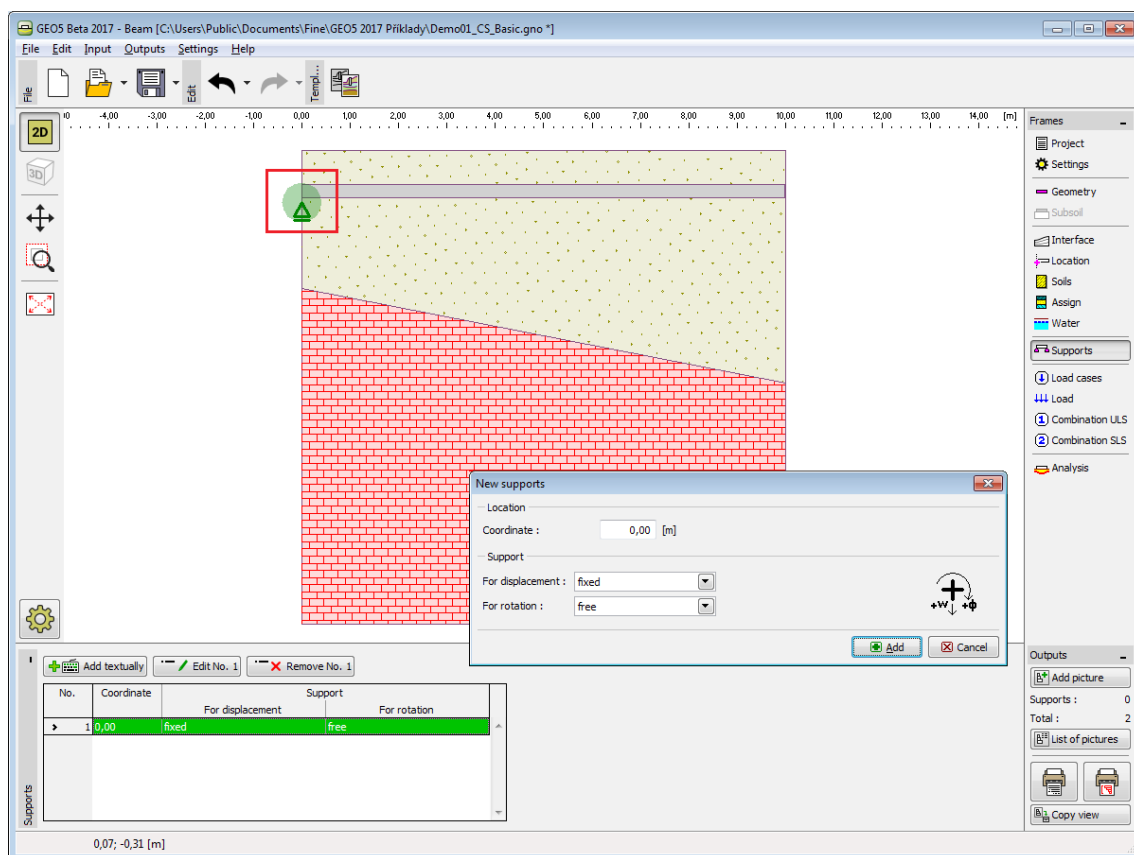 GEO5 Beta 2017 - Beam [C:\Users\Public\Documents\Fine\GEO5 2017 Příklady\Demo01_CS_Basic.gno *]
File Edit Input Outputs Settings Help
File
Edit
Templ...
2D
3D
-4,00 -3,00 -2,00 -1,00 0,00 1,00 2,00 3,00 4,00 5,00 6,00 7,00 8,00 9,00 10,00 11,00 12,00 13,00 14,00 [m]
Frames
Project
Settings
Geometry
Subsoil
Interface
Location
Soils
Assign
Water
Supports
Load cases
Load
1 Combination ULS
2 Combination SLS
Analysis
New supports
Location
Coordinate : 0,00 [m]
Support
For displacement : fixed
For rotation : free
+w +ф
Add Cancel
Supports
Add textually Edit No. 1 Remove No. 1
No. Coordinate Support
For displacement For rotation
1 0,00 fixed free
Outputs
Add picture
Supports : 0
Total : 2
List of pictures
Copy view
0,07; -0,31 [m]